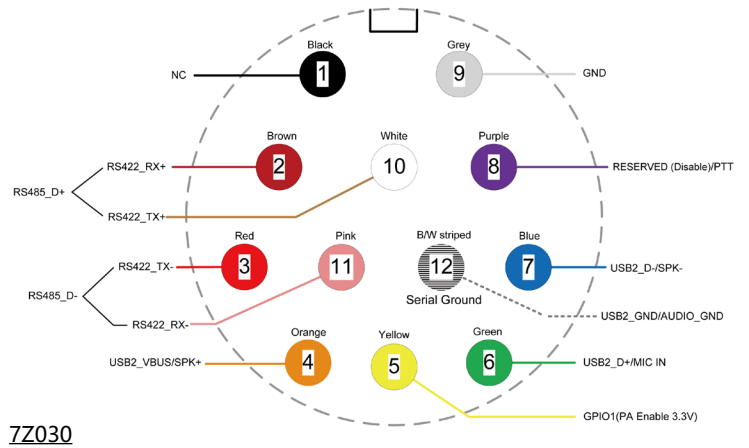 Black
Grey
1
9
NC
GND
Brown
White
Purple
2
10
8
RS422_RX+
RESERVED (Disable)/PTT
RS485_D+
RS422_TX+
Red
Pink
B/W striped
Blue
RS422_TX-
3
11
12
7
USB2_D-/SPK-
RS485_D-
Serial Ground
USB2_GND/AUDIO_GND
RS422_RX-
Orange
Yellow
Green
USB2_VBUS/SPK+
4
5
6
USB2_D+/MIC IN
GPIO1(PA Enable 3.3V)
7Z030